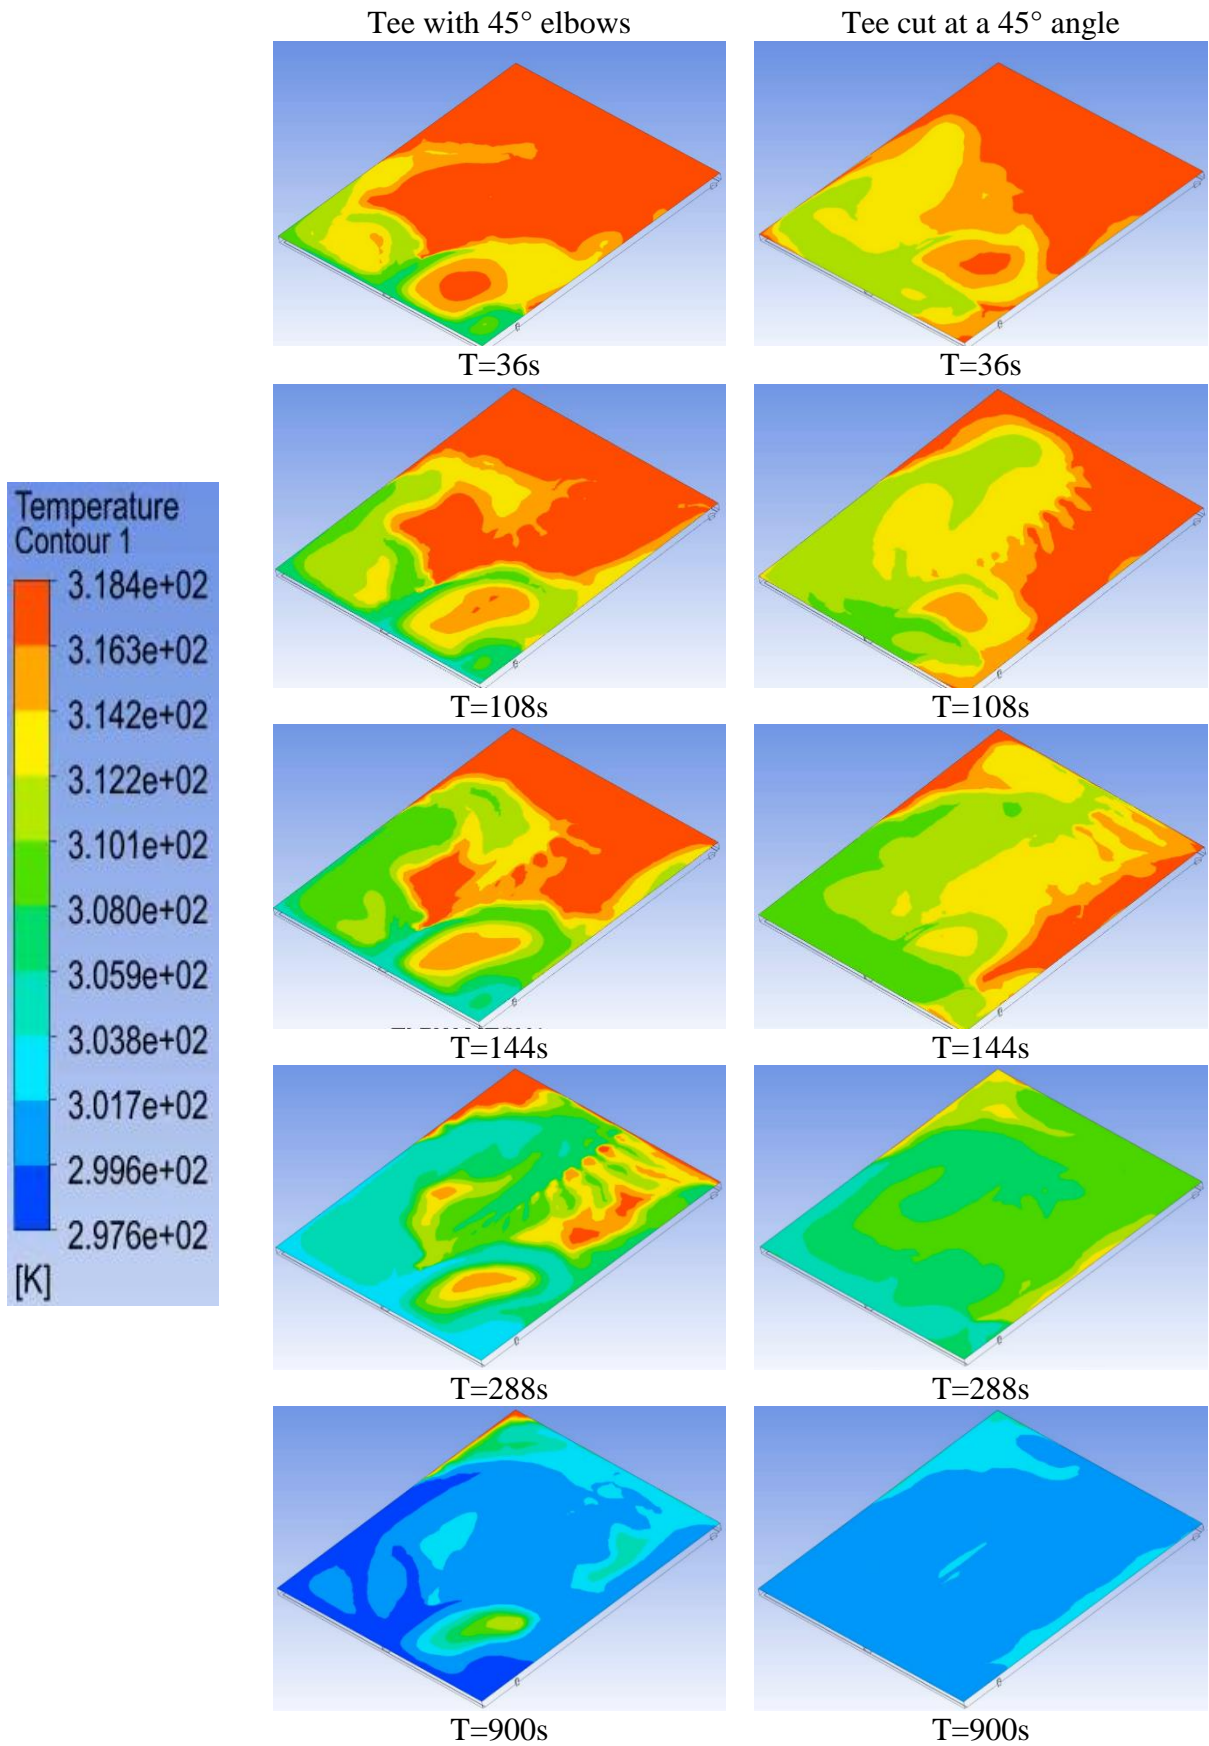 Tee with 45° elbows
Tee cut at a 45° angle
T=36s
T=36s
Temperature
Contour 1
3.184e+02
3.163e+02
3.142e+02
3.122e+02
3.101e+02
3.080e+02
3.059e+02
3.038e+02
3.017e+02
2.996e+02
2.976e+02
[K]
T=108s
T=108s
T=144s
T=144s
T=288s
T=288s
T=900s
T=900s